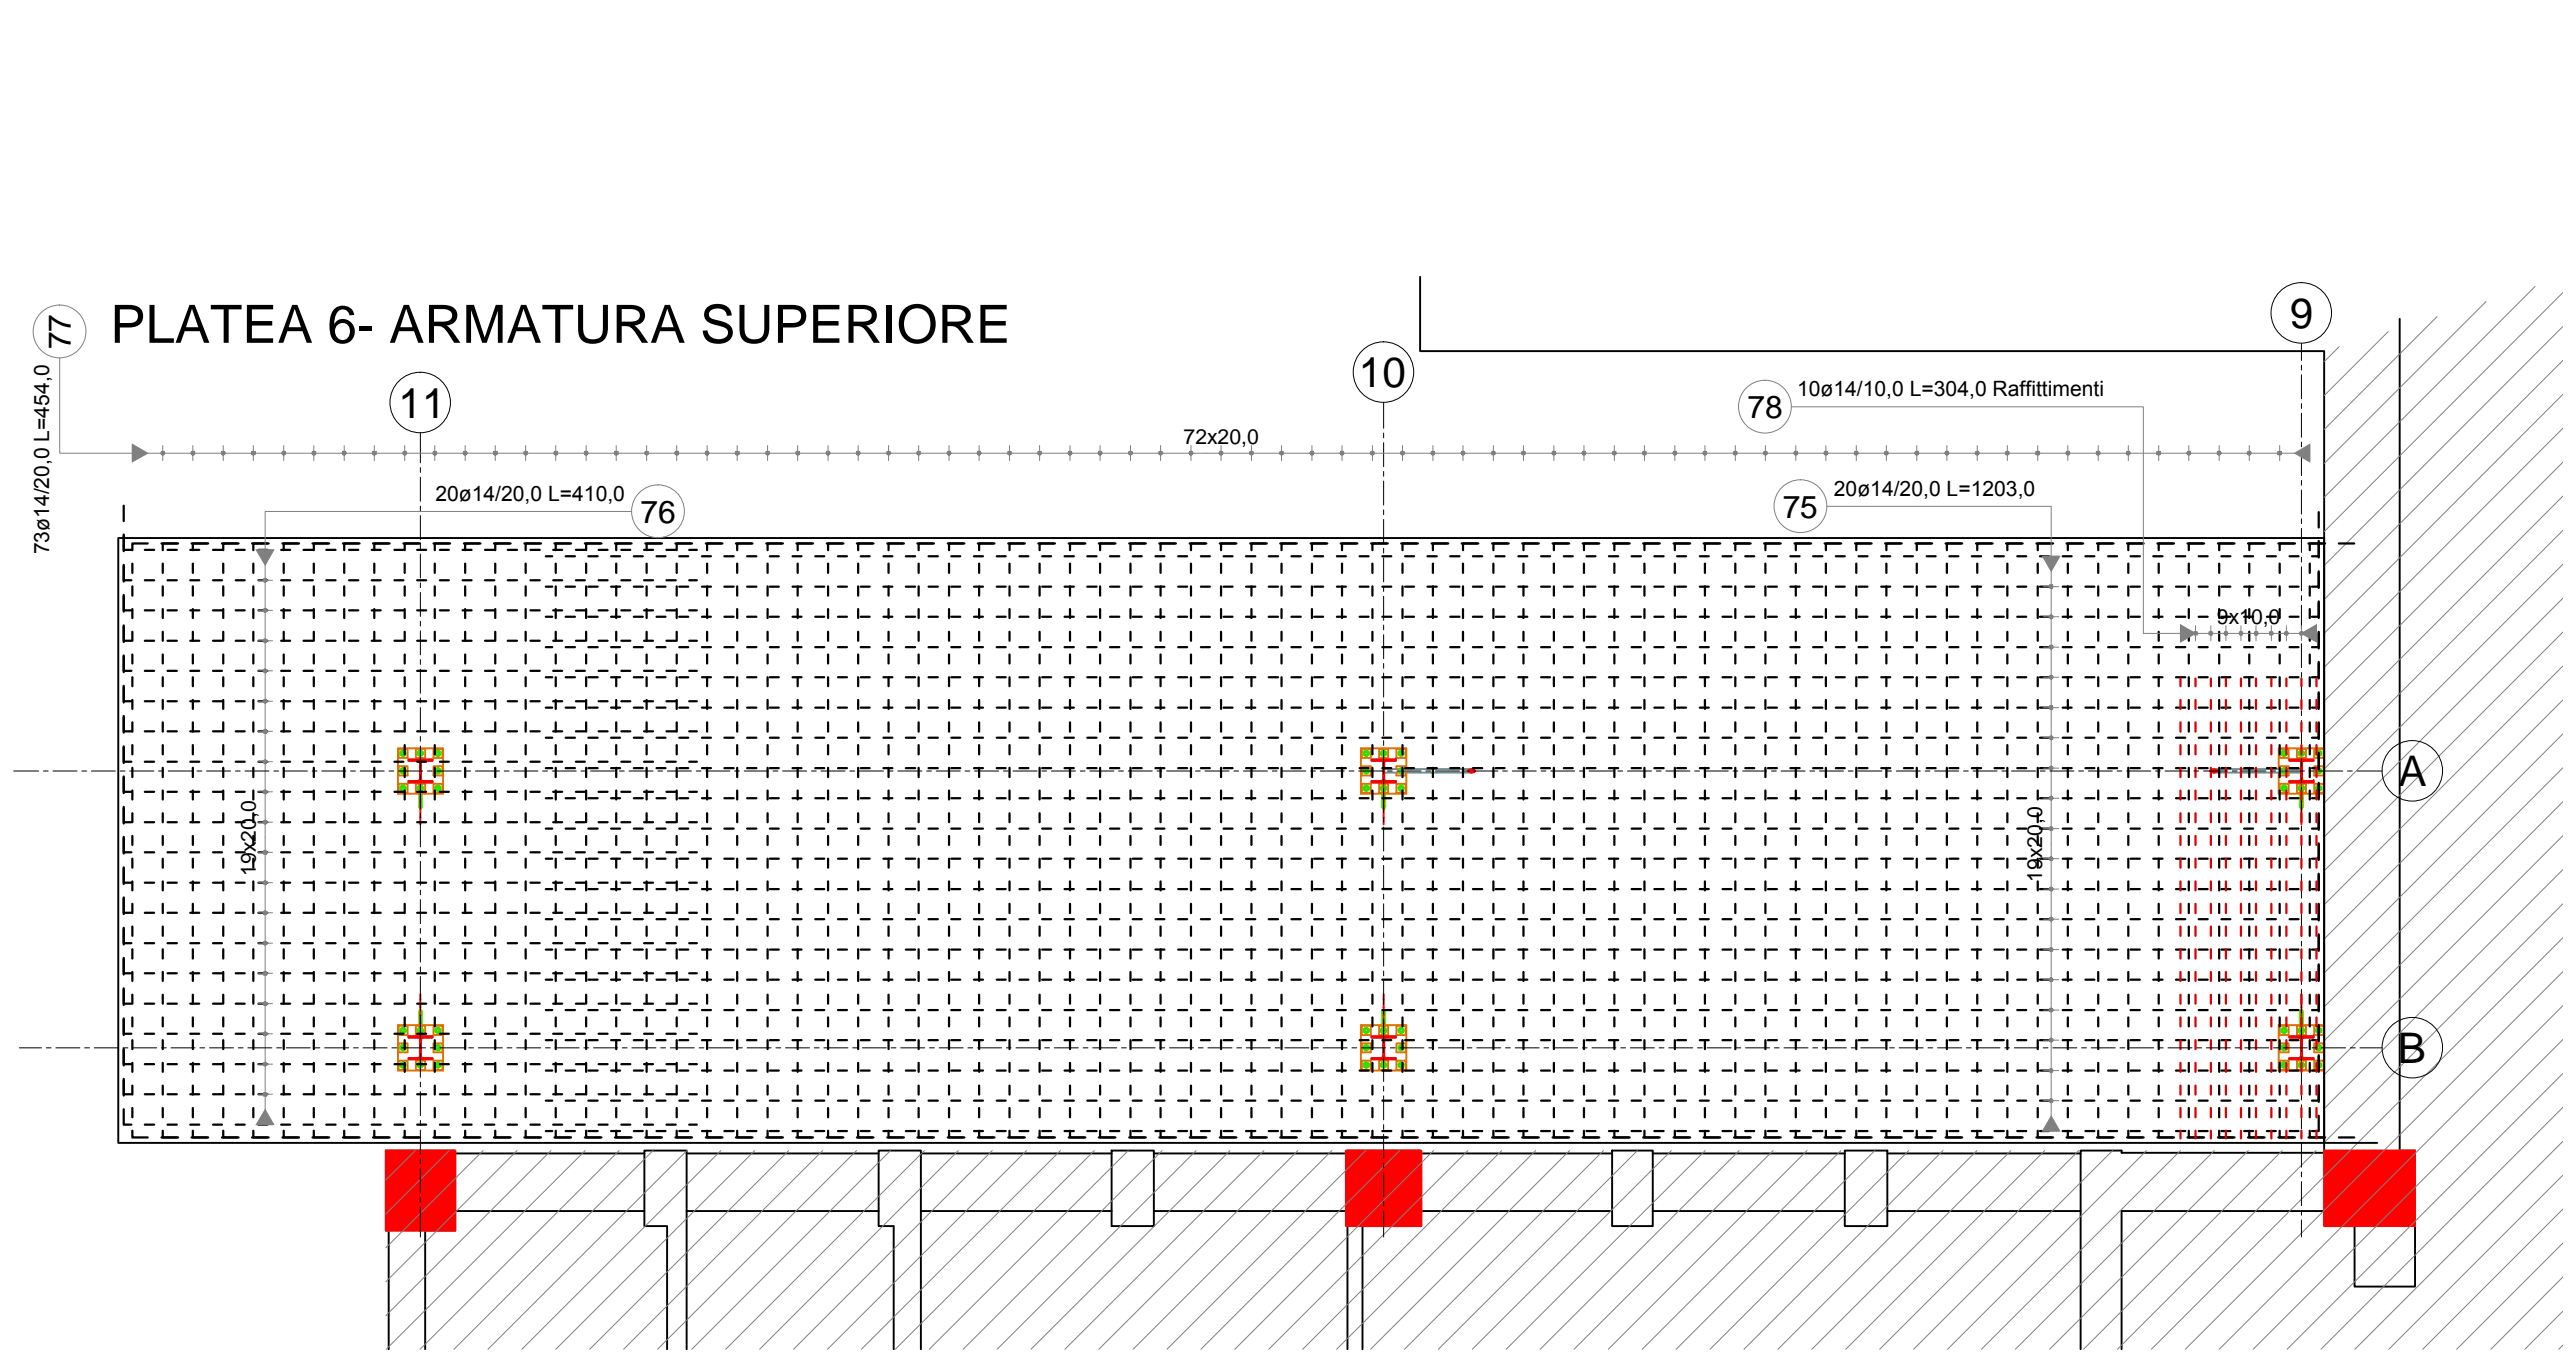 PLATEA 6- ARMATURA SUPERIORE
77
73ø14/20,0 L=454,0
11
10
9
78
10ø14/10,0 L=304,0 Raffittimenti
72x20,0
20ø14/20,0 L=410,0
76
75
20ø14/20,0 L=1203,0
9x10,0
19x20,0
19x20,0
A
B